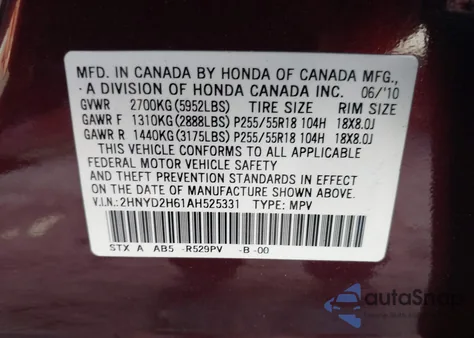 MFD. IN CANADA BY HONDA OF CANADA MFG.,
A DIVISION OF HONDA CANADA INC. 06/'10
GVWR 2700KG (5952LBS) TIRE SIZE RIM SIZE
GAWR F 1310KG (2888LBS) P255/55R18 104H 18X8.0J
GAWR R 1440KG (3175LBS) P255/55R18 104H 18X8.0J
THIS VEHICLE CONFORMS TO ALL APPLICABLE
FEDERAL MOTOR VEHICLE SAFETY
AND THEFT PREVENTION STANDARDS IN EFFECT
ON THE DATE OF MANUFACTURE SHOWN ABOVE.
V.I.N.: 2HNYD2H61AH525331 TYPE: MPV
STX A AB5 -R529PV -B -00
autoSnap